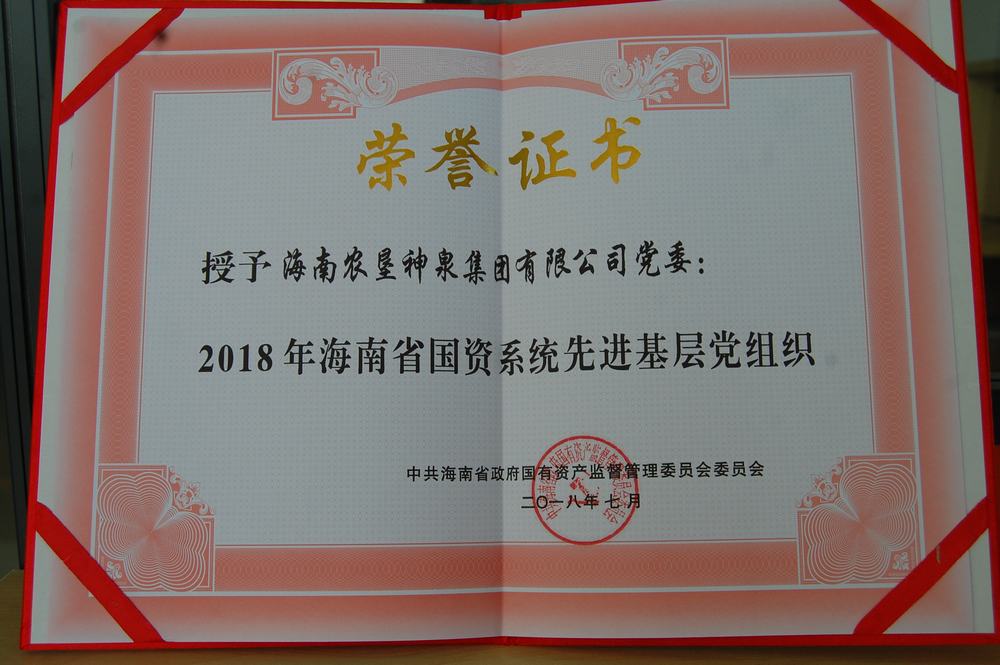 荣誉证书
授予 海南农垦神泉集团有限公司党委：
2018年海南省国资系统先进基层党组织
中共海南省政府国有资产监督管理委员会委员会
二〇一八年七月